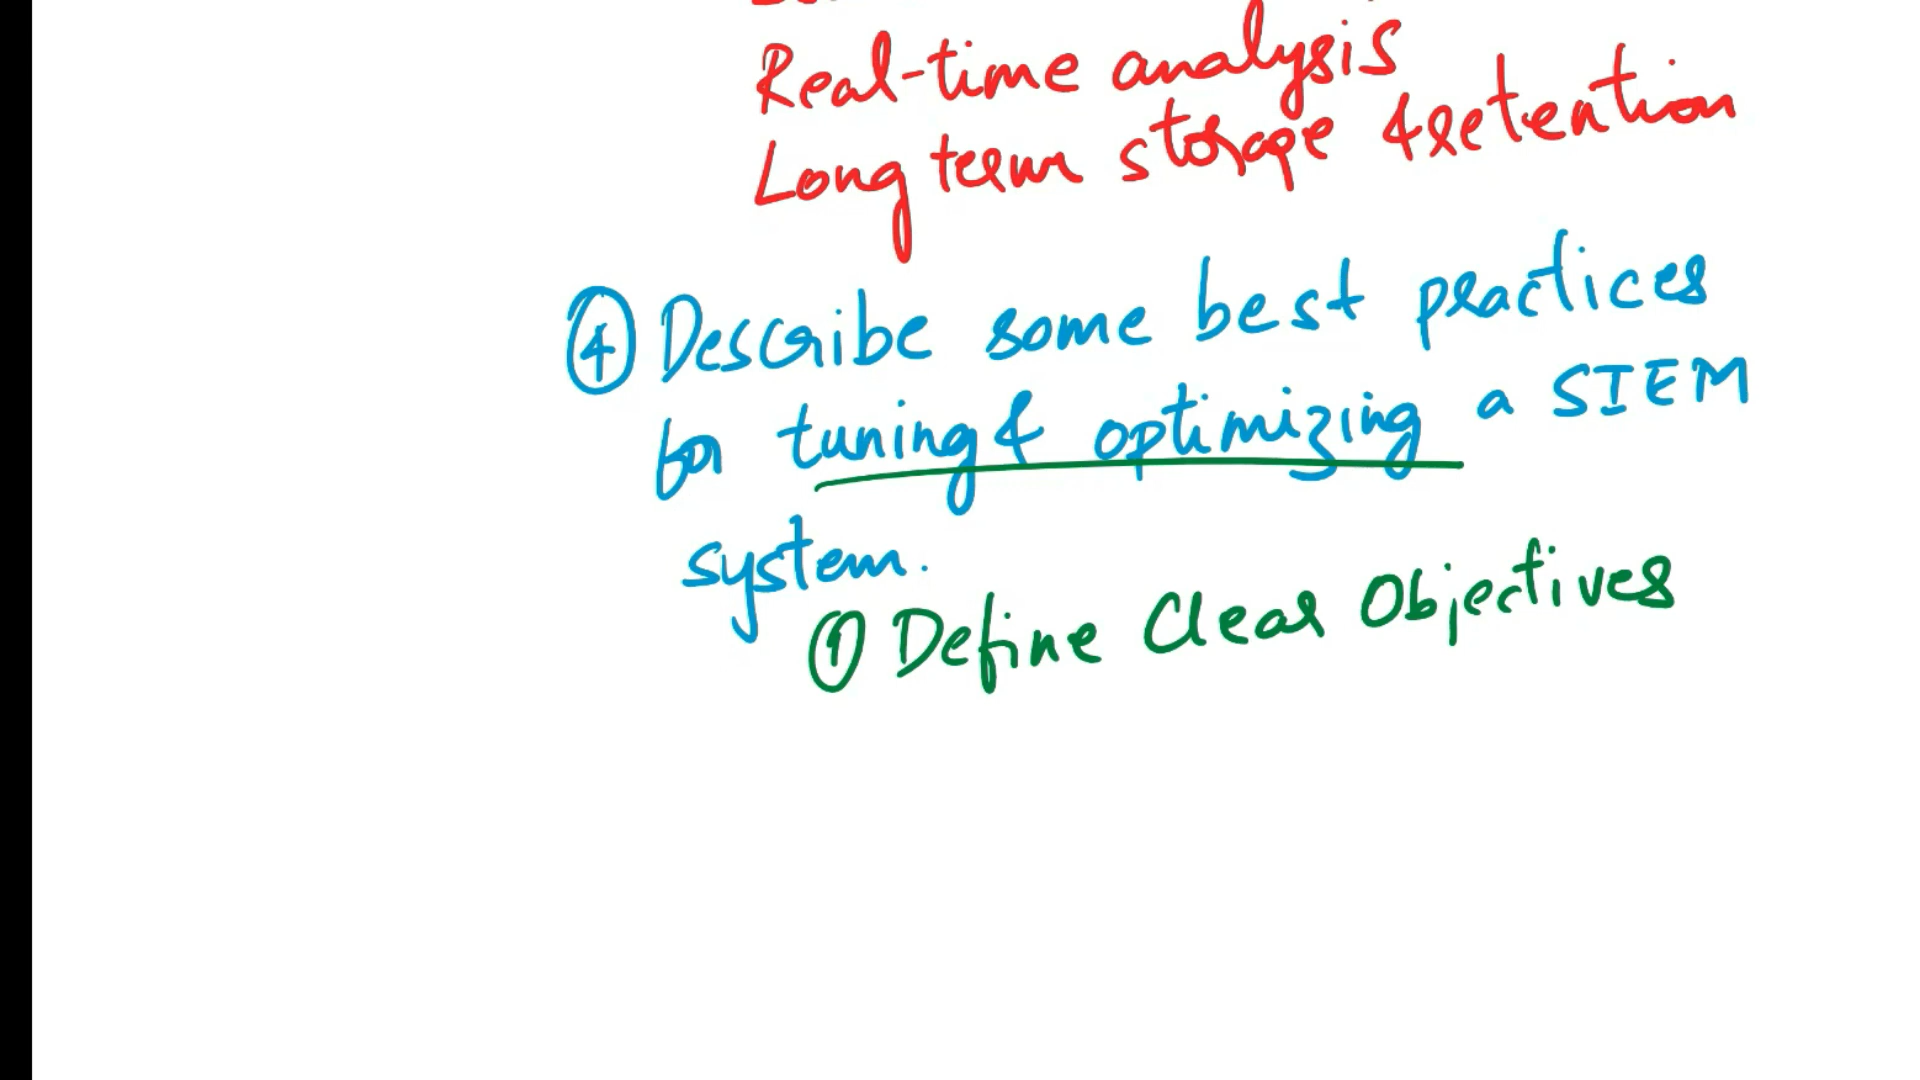 Real-time analysis
Long term storage & retention
④ Describe some best practices
for tuning & optimizing a SIEM
system.
① Define Clear Objectives